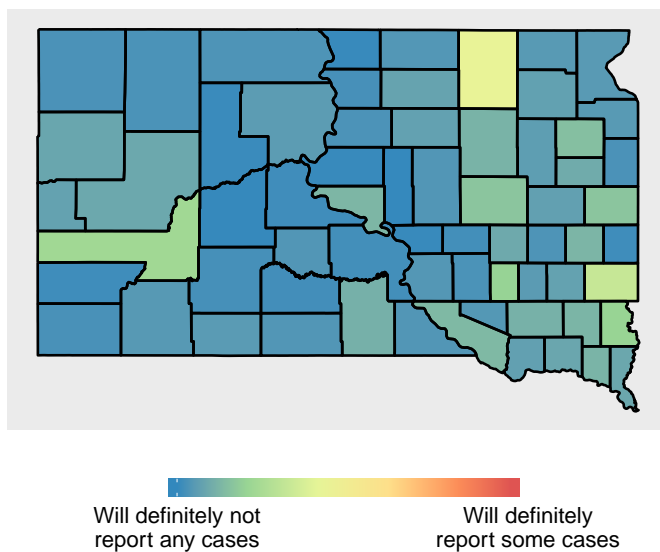 Will definitely not
report any cases
Will definitely
report some cases